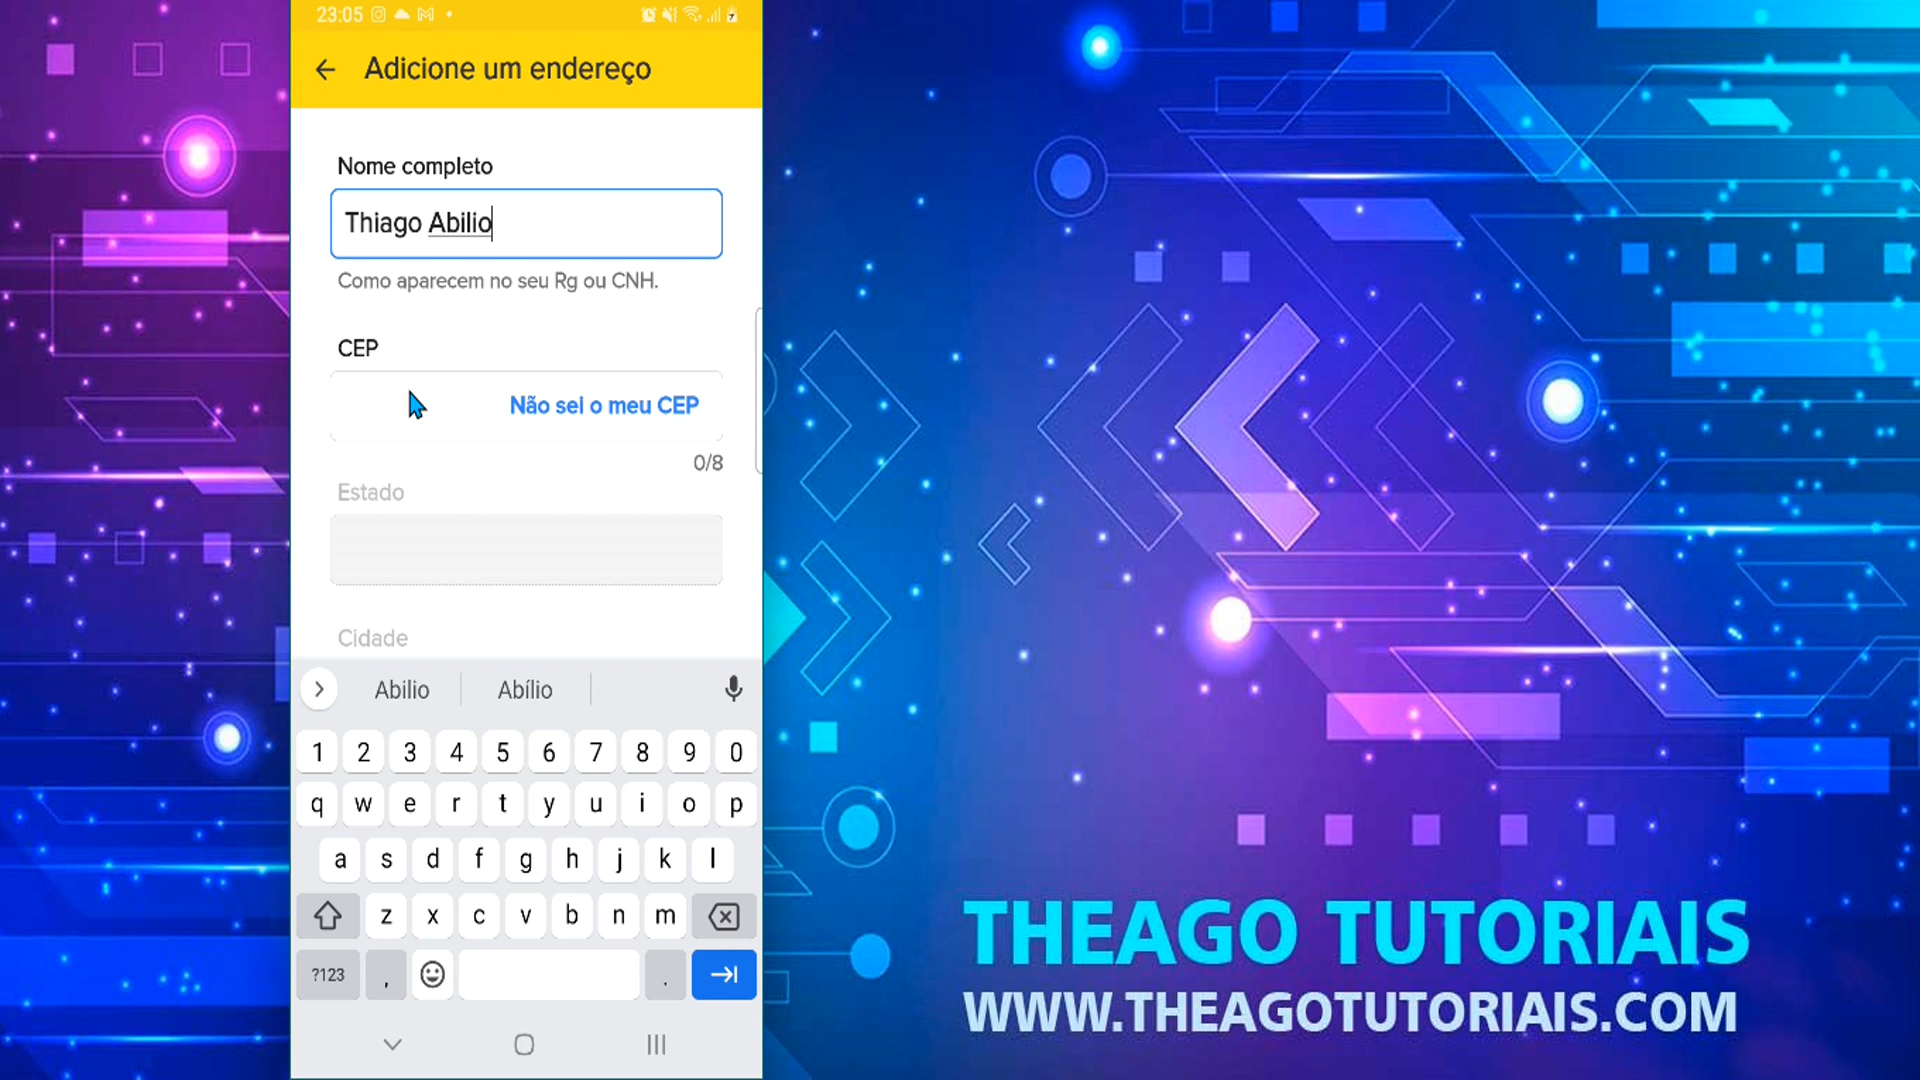 23:05
Adicione um endereço
Nome completo
Thiago Abilio
Como aparecem no seu Rg ou CNH.
CEP
Não sei o meu CEP
0/8
Estado
Cidade
Abilio Abílio
1 2 3 4 5 6 7 8 9 0
q w e r t y u i o p
a s d f g h j k l
z x c v b n m
?123 , .
THEAGO TUTORIAIS
WWW.THEAGOTUTORIAIS.COM